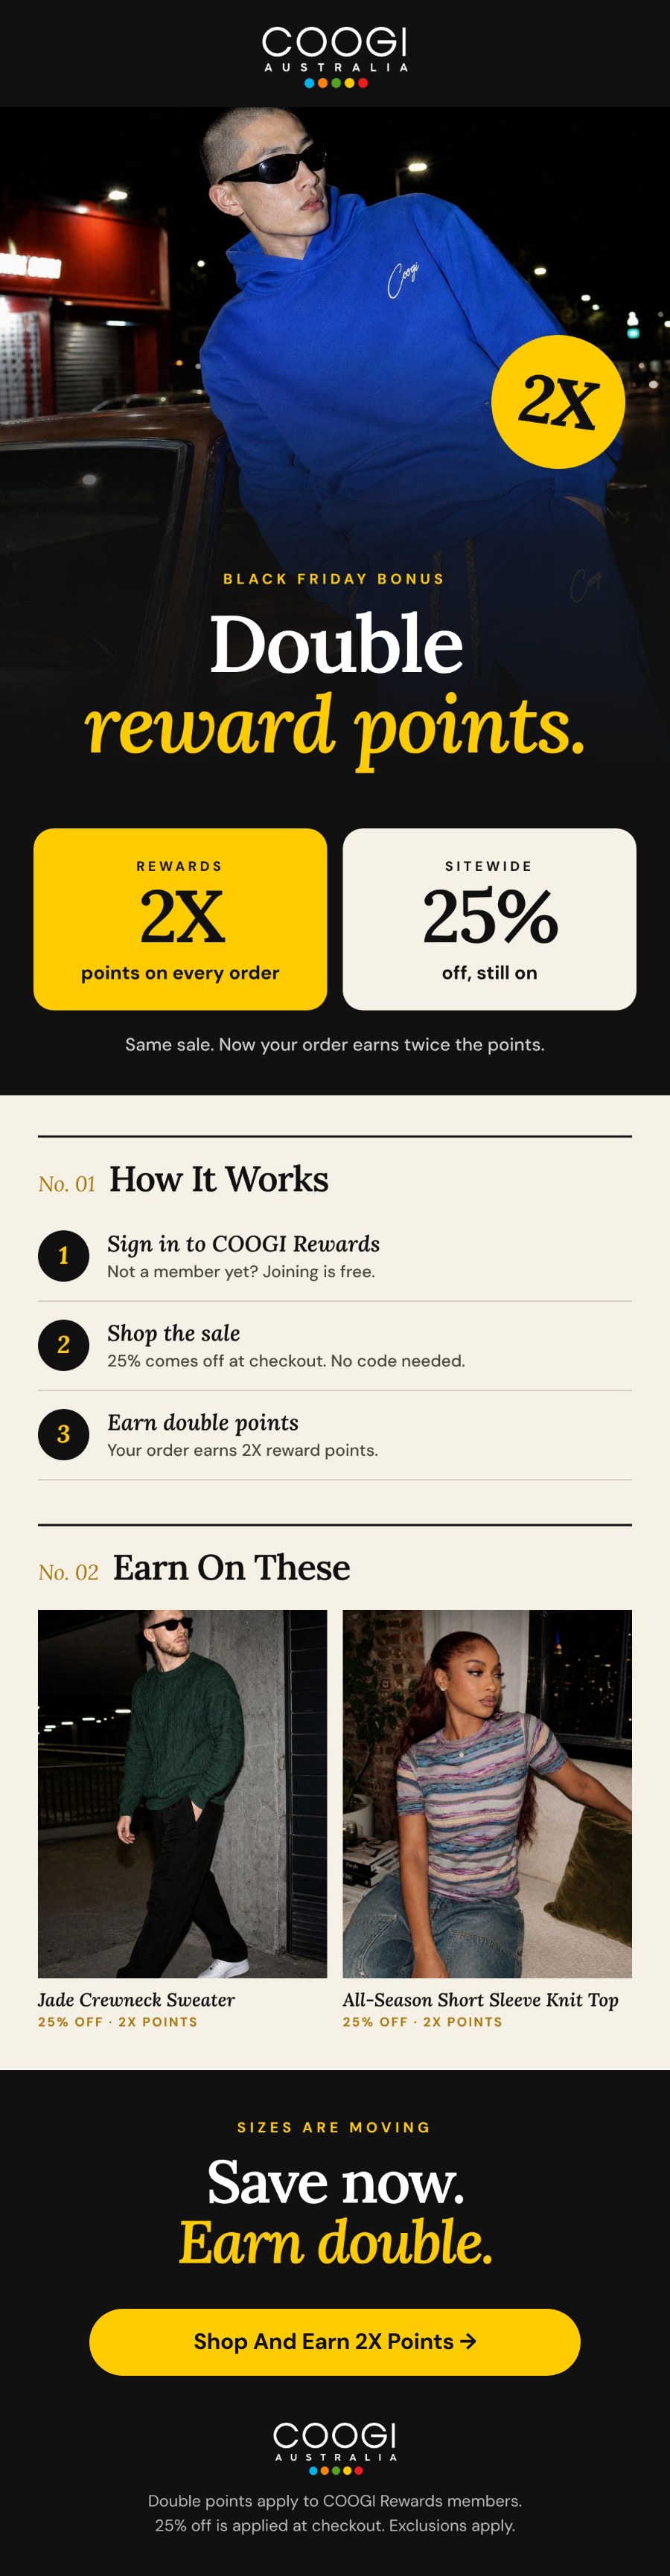 COOGI
AUSTRALIA
Coogi
2X
BLACK FRIDAY BONUS
Double
reward points.
REWARDS
2X
points on every order
SITEWIDE
25%
off, still on
Same sale. Now your order earns twice the points.
No. 01 How It Works
1
Sign in to COOGI Rewards
Not a member yet? Joining is free.
2
Shop the sale
25% comes off at checkout. No code needed.
3
Earn double points
Your order earns 2X reward points.
No. 02 Earn On These
Jade Crewneck Sweater
25% OFF · 2X POINTS
All-Season Short Sleeve Knit Top
25% OFF · 2X POINTS
SIZES ARE MOVING
Save now.
Earn double.
Shop And Earn 2X Points →
COOGI
AUSTRALIA
Double points apply to COOGI Rewards members.
25% off is applied at checkout. Exclusions apply.